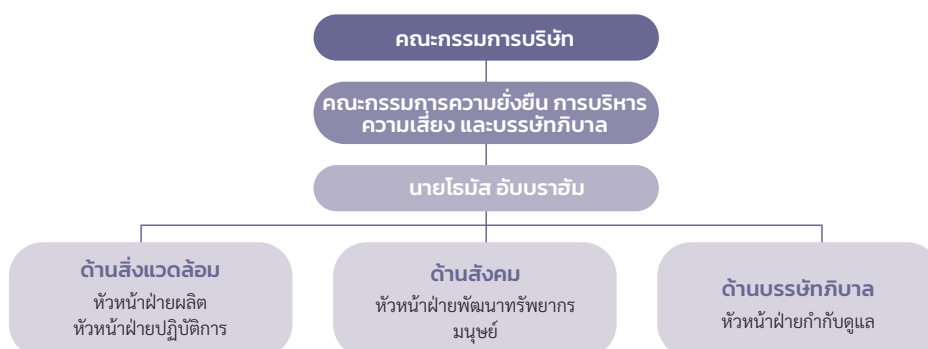 คณะกรรมการบริษัท
คณะกรรมการความยั่งยืน การบริหาร
ความเสี่ยง และบรรษัทภิบาล
นายโธมัส อับบราฮัม
ด้านสิ่งแวดล้อม
หัวหน้าฝ่ายผลิต
หัวหน้าฝ่ายปฏิบัติการ
ด้านสังคม
หัวหน้าฝ่ายพัฒนาทรัพยากร
มนุษย์
ด้านบรรษัทภิบาล
หัวหน้าฝ่ายกำกับดูแล